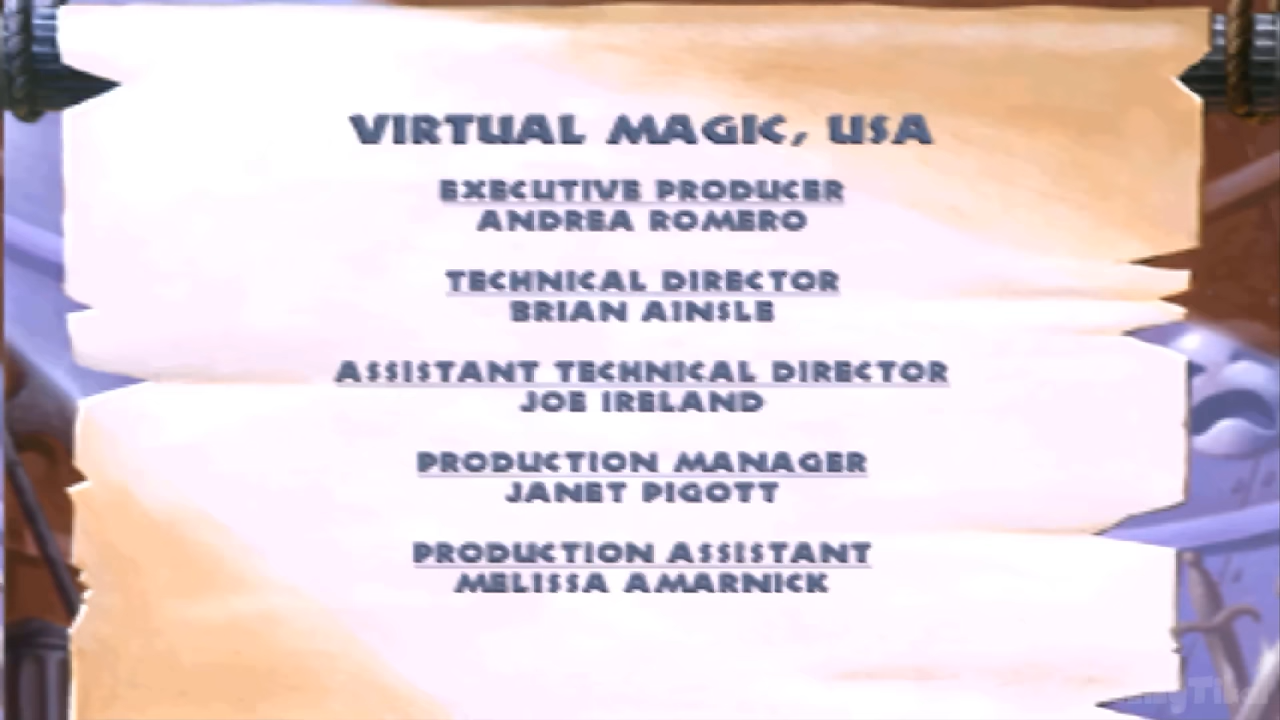 VIRTUAL MAGIC, USA
EXECUTIVE PRODUCER
ANDREA ROMERO
TECHNICAL DIRECTOR
BRIAN AINSLE
ASSISTANT TECHNICAL DIRECTOR
JOE IRELAND
PRODUCTION MANAGER
JANET PIGOTT
PRODUCTION ASSISTANT
MELISSA AMARNICK